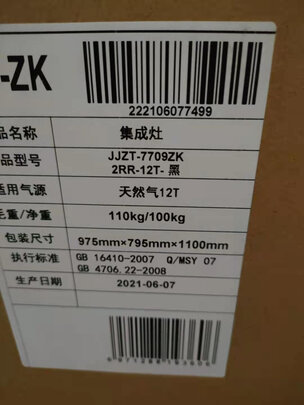 -ZK
222106077499
品名称 集成灶
品型号 JJZT-7709ZK
2RR-12T- 黑
适用气源 天然气12T
毛重/净重 110kg/100kg
包装尺寸 975mm×795mm×1100mm
执行标准 GB 16410-2007 Q/MSY 07
GB 4706.22-2008
生产日期 2021-06-07